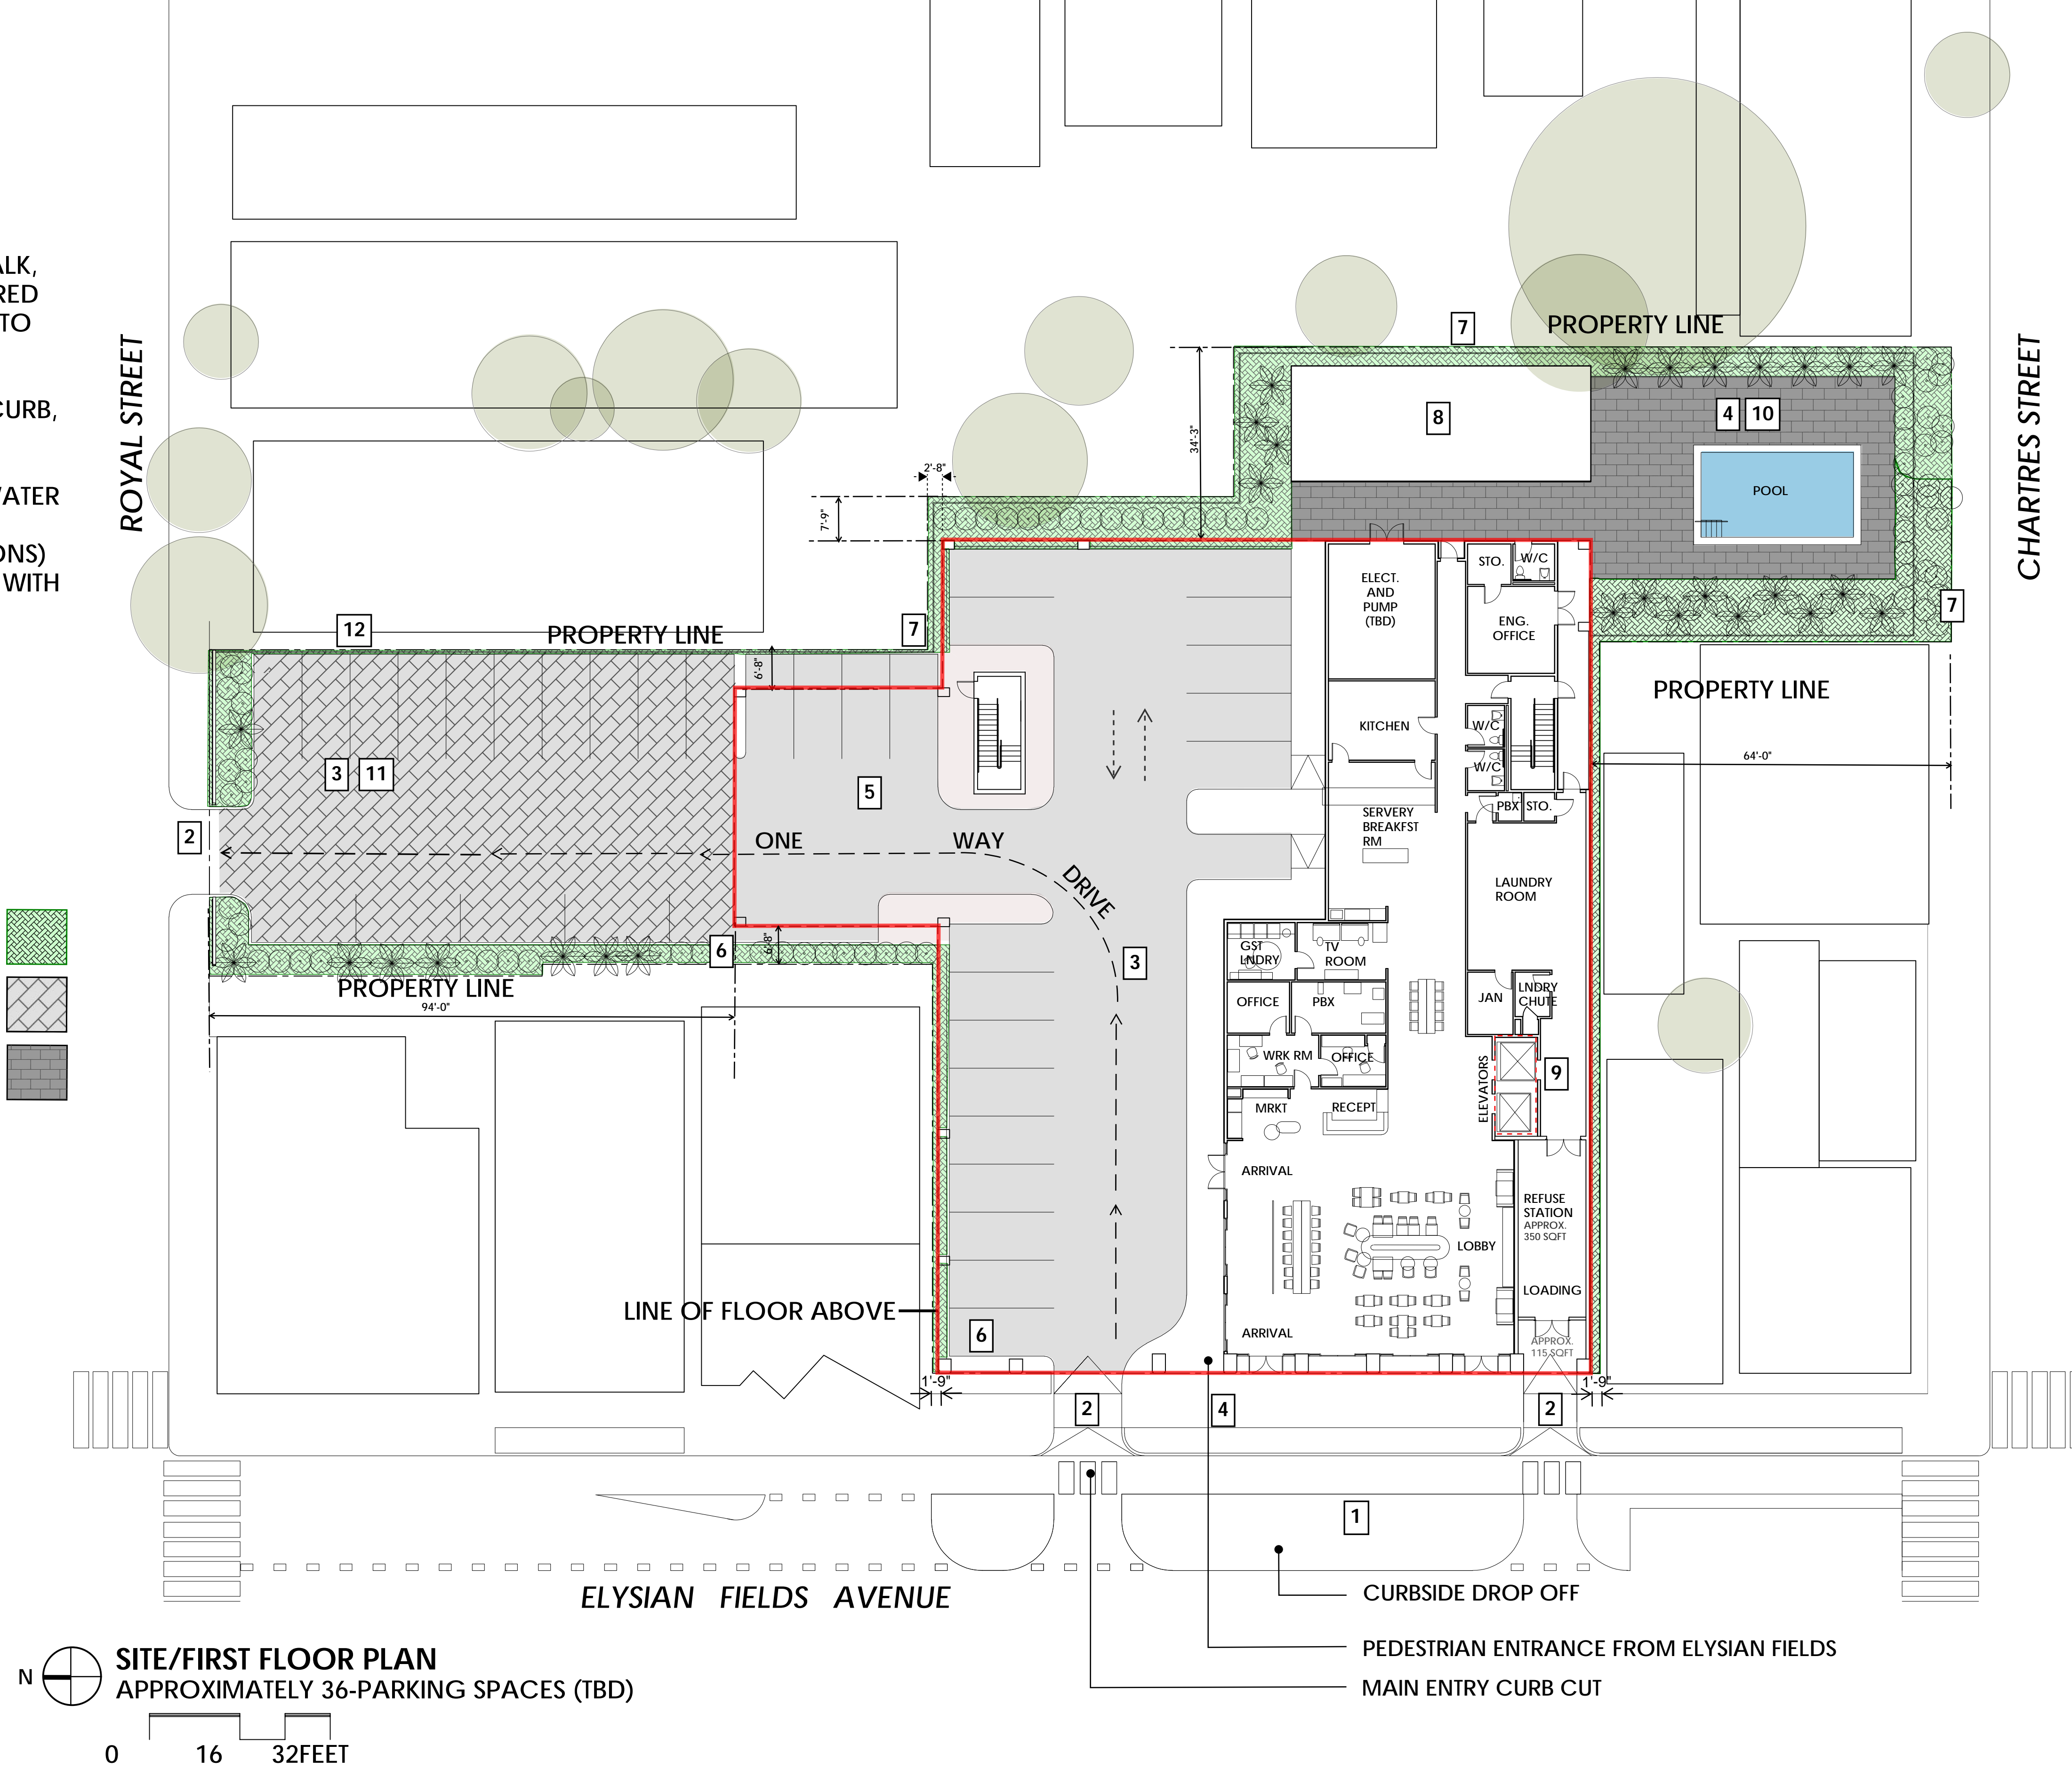 ALK,
RED
TO
CURB,
WATER
ONS)
WITH
ROYAL STREET
CHARTRES STREET
7
PROPERTY LINE
8
4 10
34'-3"
2'-8"
7'-9"
POOL
7
12
PROPERTY LINE
7
6'-8"
PROPERTY LINE
64'-0"
ELECT.
AND
PUMP
(TBD)
STO.
W/C
ENG.
OFFICE
KITCHEN
W/C
W/C
PBX
STO.
SERVERY
BREAKFST
RM
3 11
5
2
ONE WAY
DRIVE
3
LAUNDRY
ROOM
6
6'-8"
PROPERTY LINE
94'-0"
GST
LNDRY
TV
ROOM
OFFICE
PBX
JAN
LNDRY
CHUTE
WRK RM
OFFICE
ELEVATORS
9
MRKT
RECEPT
ARRIVAL
REFUSE
STATION
APPROX.
350 SQFT
LOBBY
LOADING
LINE OF FLOOR ABOVE
6
ARRIVAL
APPROX.
115 SQFT
1'-9"
1'-9"
2
4
2
1
ELYSIAN FIELDS AVENUE
CURBSIDE DROP OFF
PEDESTRIAN ENTRANCE FROM ELYSIAN FIELDS
MAIN ENTRY CURB CUT
N
SITE/FIRST FLOOR PLAN
APPROXIMATELY 36-PARKING SPACES (TBD)
0 16 32FEET